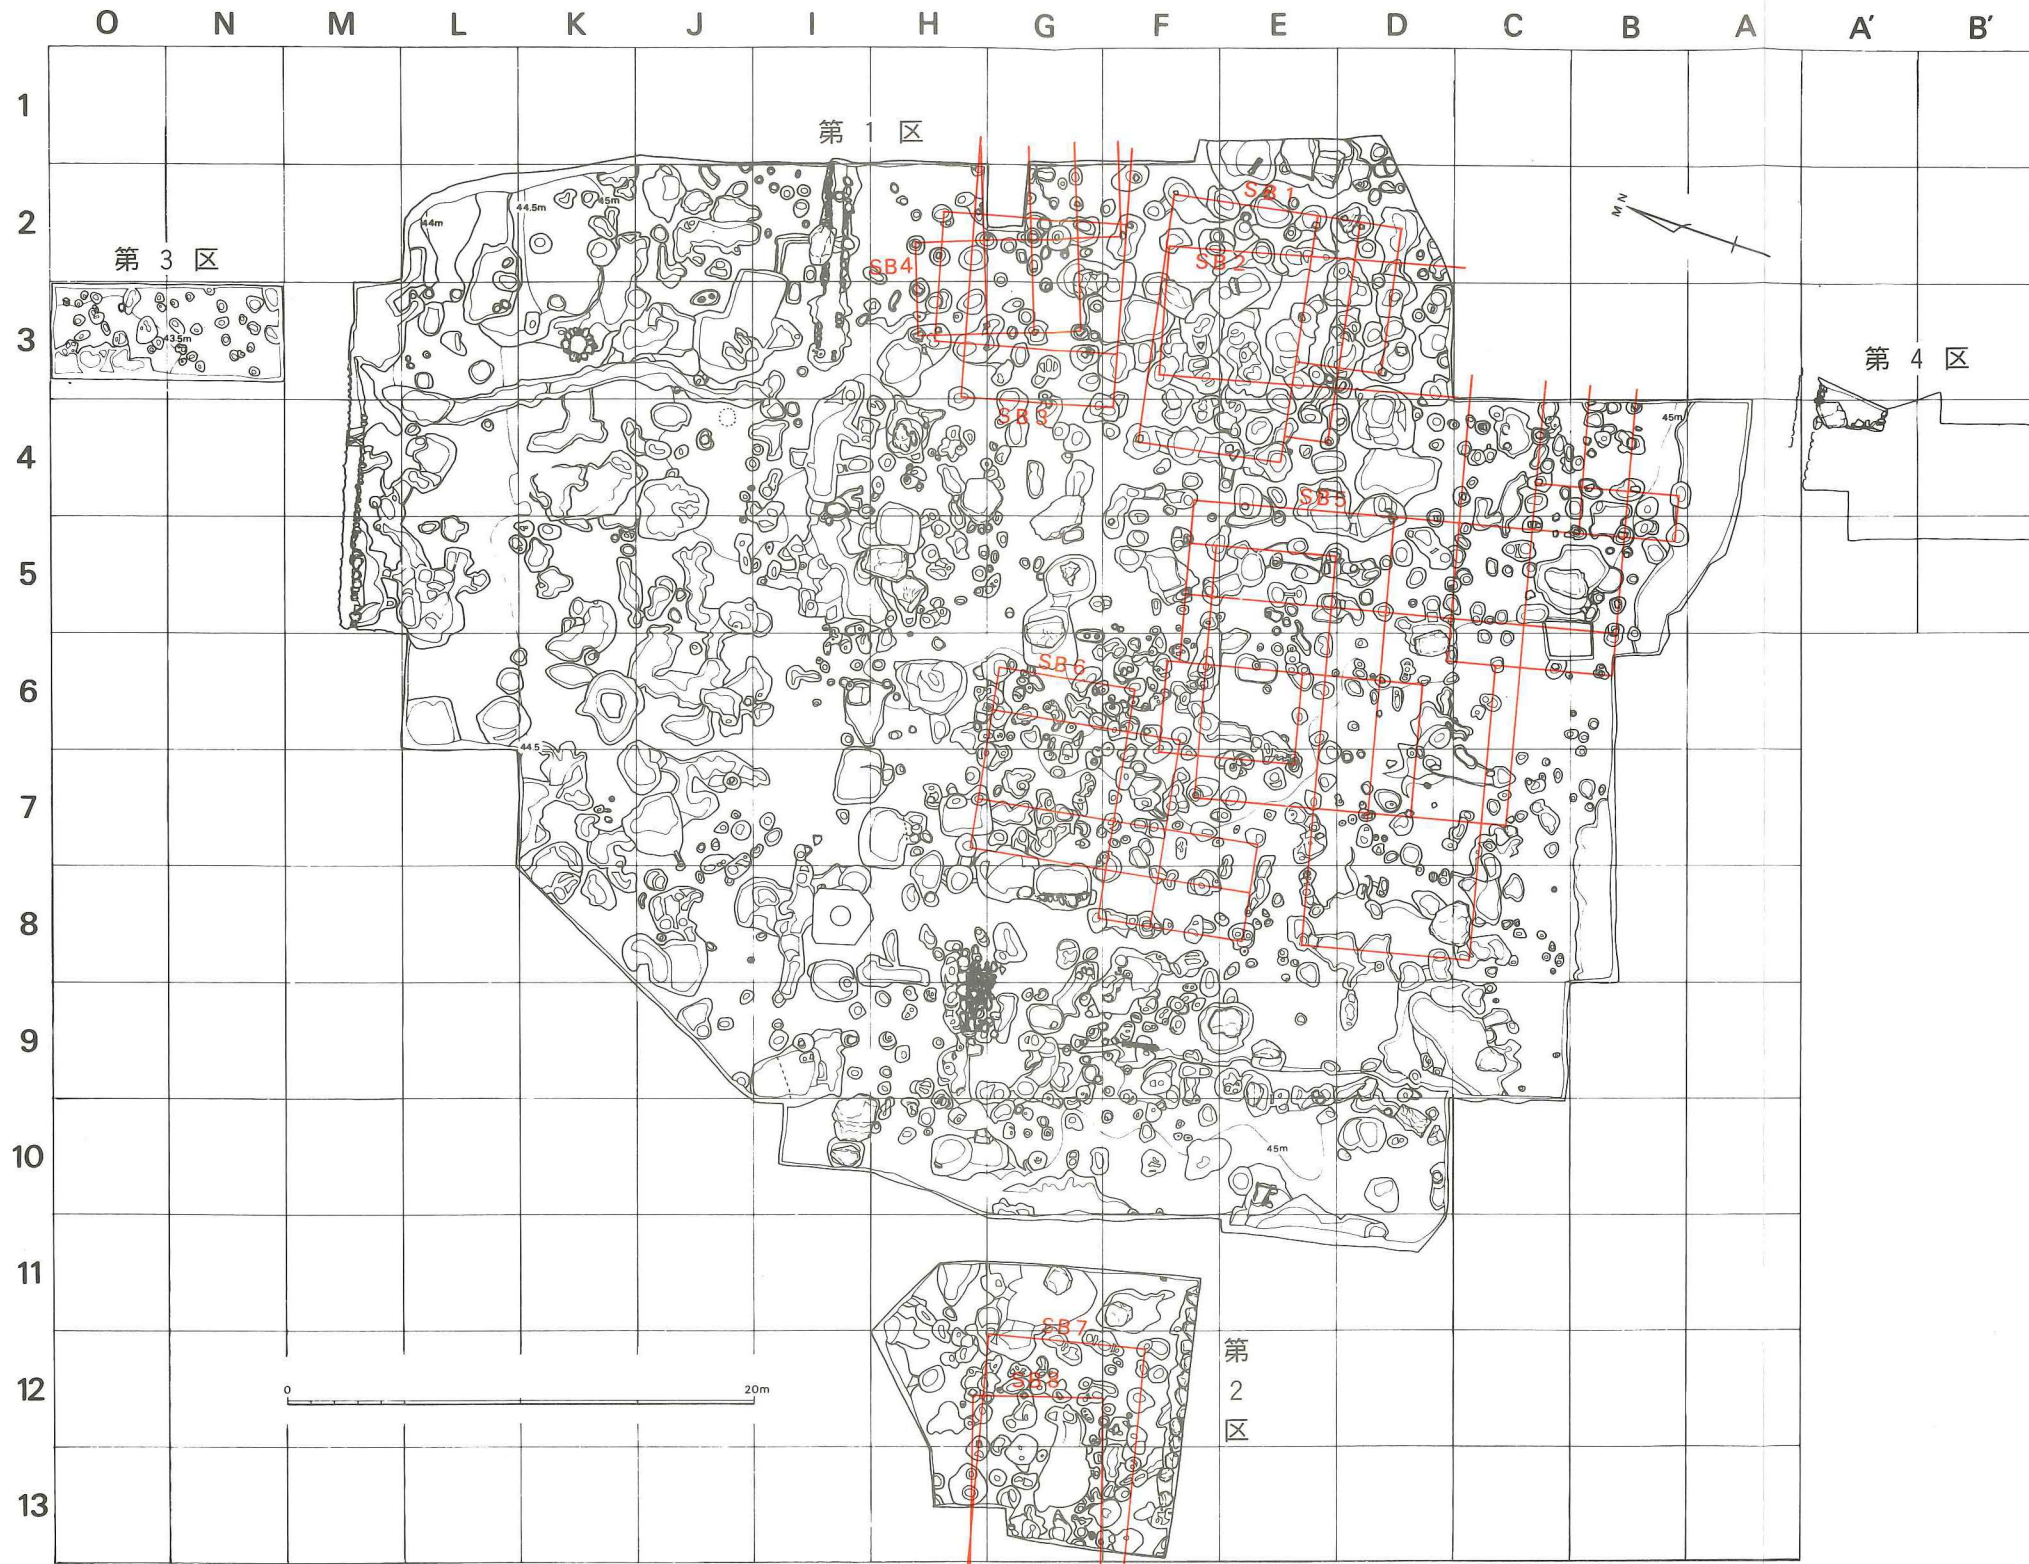 O N M L K J I H G F E D C B A A' B'
1
第1区
SB1
45m
44.5m
44m
2
MN
第3区
SB2
SB4
3
43.5m
第4区
SB3
45m
4
SB5
5
SB6
6
44.5
7
8
9
10
45m
11
SB7
第2区
12
SB8
0 20m
13